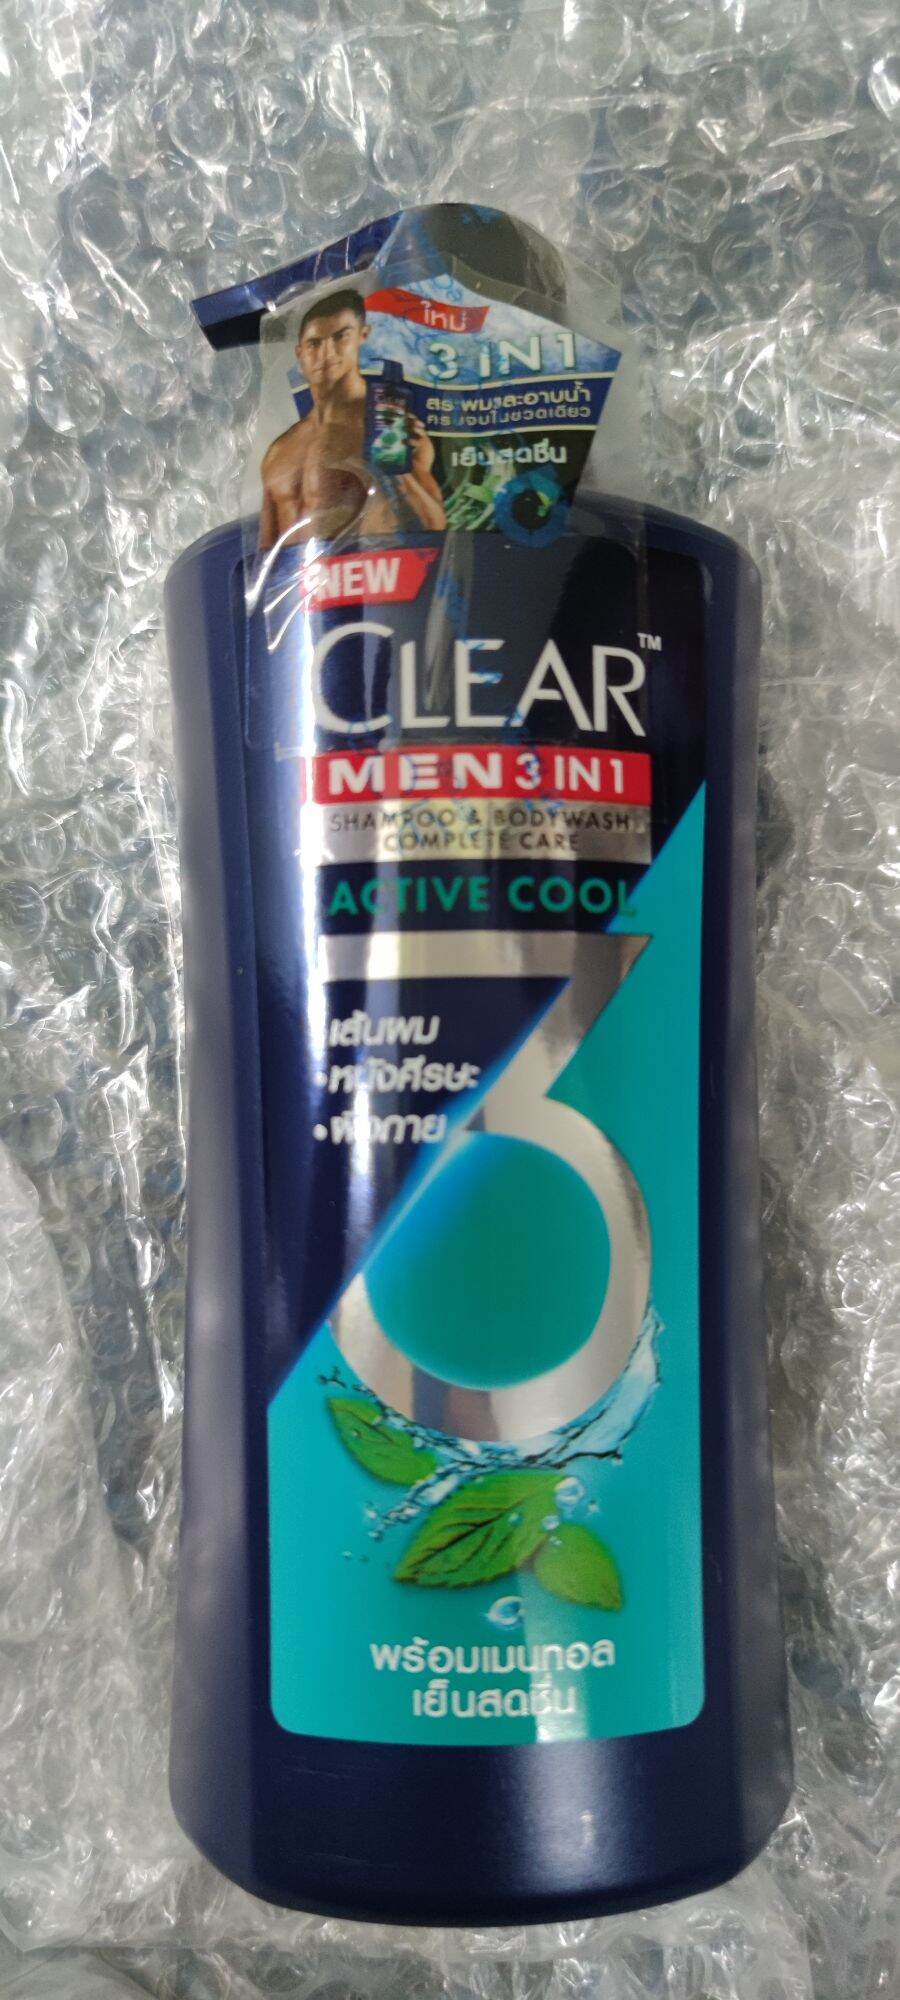 ใหม่
3 IN 1
สระผมและอาบน้ำ
ครบจบในขวดเดียว
เย็นสดชื่น
CLEAR
NEW
CLEAR™
MEN 3 IN 1
SHAMPOO & BODYWASH
COMPLETE CARE
ACTIVE COOL
3
•เส้นผม
•หนังศีรษะ
•ผิวกาย
พร้อมเมนทอล
เย็นสดชื่น